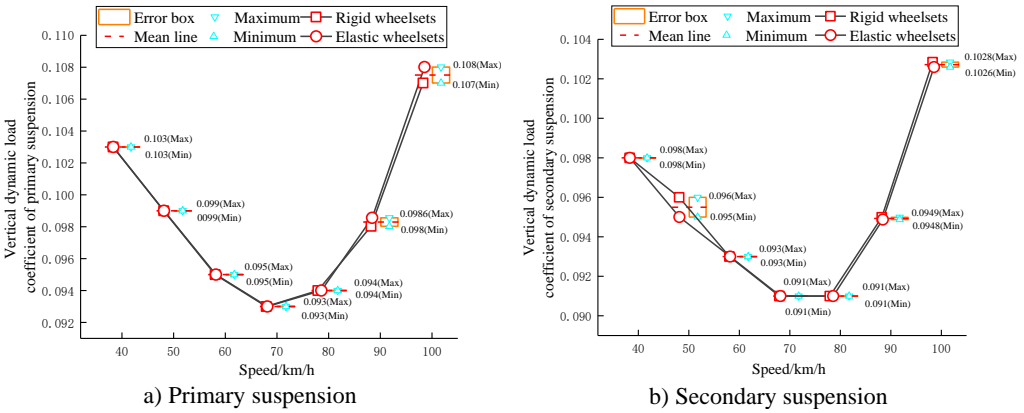 Error box Maximum Rigid wheelsets
Mean line Minimum Elastic wheelsets
0.110
0.108
0.106
0.104
0.102
0.100
0.098
0.096
0.094
0.092
Vertical dynamic load
coefficient of primary suspension
0.103(Max)
0.103(Min)
0.099(Max)
0099(Min)
0.095(Max)
0.095(Min)
0.093(Max)
0.093(Min)
0.094(Max)
0.094(Min)
0.0986(Max)
0.098(Min)
0.108(Max)
0.107(Min)
40 50 60 70 80 90 100
Speed/km/h
a) Primary suspension
Error box Maximum Rigid wheelsets
Mean line Minimum Elastic wheelsets
0.104
0.102
0.100
0.098
0.096
0.094
0.092
0.090
Vertical dynamic load
coefficient of secondary suspension
0.098(Max)
0.098(Min)
0.096(Max)
0.095(Min)
0.093(Max)
0.093(Min)
0.091(Max)
0.091(Min)
0.091(Max)
0.091(Min)
0.0949(Max)
0.0948(Min)
0.1028(Max)
0.1026(Min)
40 50 60 70 80 90 100
Speed/km/h
b) Secondary suspension